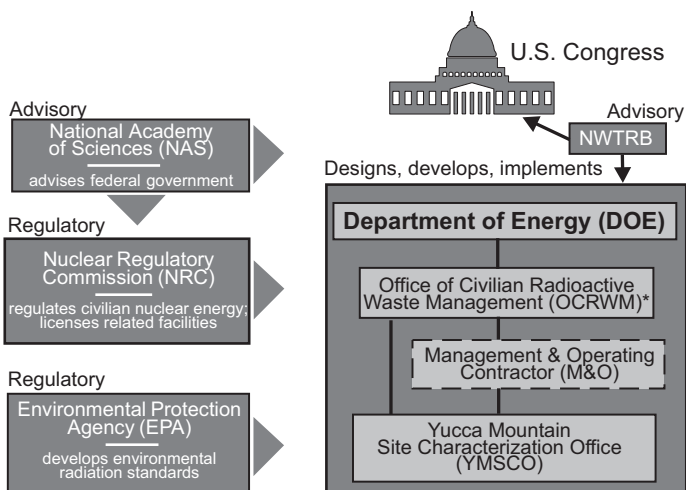 U.S. Congress
Advisory
National Academy
of Sciences (NAS)
advises federal government
Advisory
NWTRB
Designs, develops, implements
Regulatory
Nuclear Regulatory
Commission (NRC)
regulates civilian nuclear energy;
licenses related facilities
Regulatory
Environmental Protection
Agency (EPA)
develops environmental
radiation standards
Department of Energy (DOE)
Office of Civilian Radioactive
Waste Management (OCRWM)*
Management & Operating
Contractor (M&O)
Yucca Mountain
Site Characterization Office
(YMSCO)